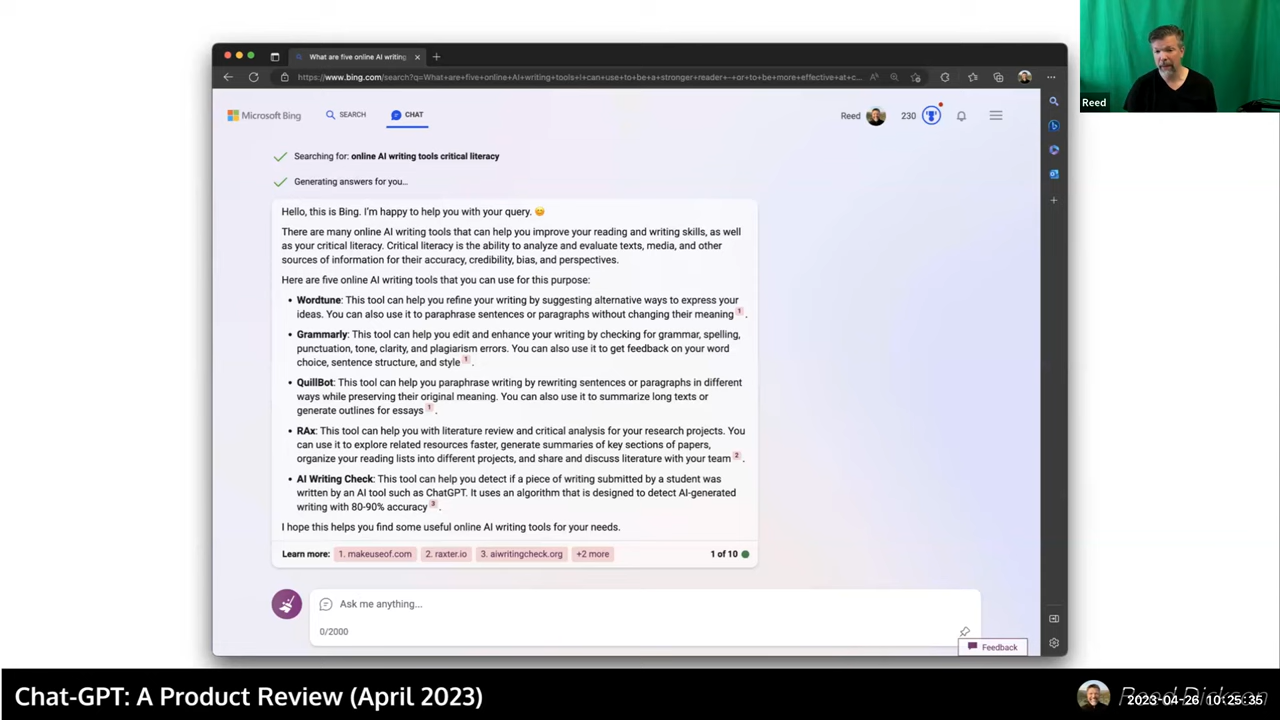 What are five online AI writing
https://www.bing.com/search?q=What+are+five+online+AI+writing+tools+I+can+use+to+be+a+stronger+reader+-+or+to+be+more+effective+at+c...
Microsoft Bing
SEARCH
CHAT
Reed
230
Reed
Searching for: online AI writing tools critical literacy
Generating answers for you...
Hello, this is Bing. I'm happy to help you with your query. 😊
There are many online AI writing tools that can help you improve your reading and writing skills, as well
as your critical literacy. Critical literacy is the ability to analyze and evaluate texts, media, and other
sources of information for their accuracy, credibility, bias, and perspectives.
Here are five online AI writing tools that you can use for this purpose:
• Wordtune: This tool can help you refine your writing by suggesting alternative ways to express your
ideas. You can also use it to paraphrase sentences or paragraphs without changing their meaning 1.
• Grammarly: This tool can help you edit and enhance your writing by checking for grammar, spelling,
punctuation, tone, clarity, and plagiarism errors. You can also use it to get feedback on your word
choice, sentence structure, and style 1.
• QuillBot: This tool can help you paraphrase writing by rewriting sentences or paragraphs in different
ways while preserving their original meaning. You can also use it to summarize long texts or
generate outlines for essays 1.
• RAx: This tool can help you with literature review and critical analysis for your research projects. You
can use it to explore related resources faster, generate summaries of key sections of papers,
organize your reading lists into different projects, and share and discuss literature with your team 2.
• AI Writing Check: This tool can help you detect if a piece of writing submitted by a student was
written by an AI tool such as ChatGPT. It uses an algorithm that is designed to detect AI-generated
writing with 80-90% accuracy 3.
I hope this helps you find some useful online AI writing tools for your needs.
Learn more: 1. makeuseof.com 2. raxter.io 3. aiwritingcheck.org +2 more 1 of 10
Ask me anything...
0/2000
Feedback
Chat-GPT: A Product Review (April 2023)
Reed Dickson
2023-04-26 10:25:35